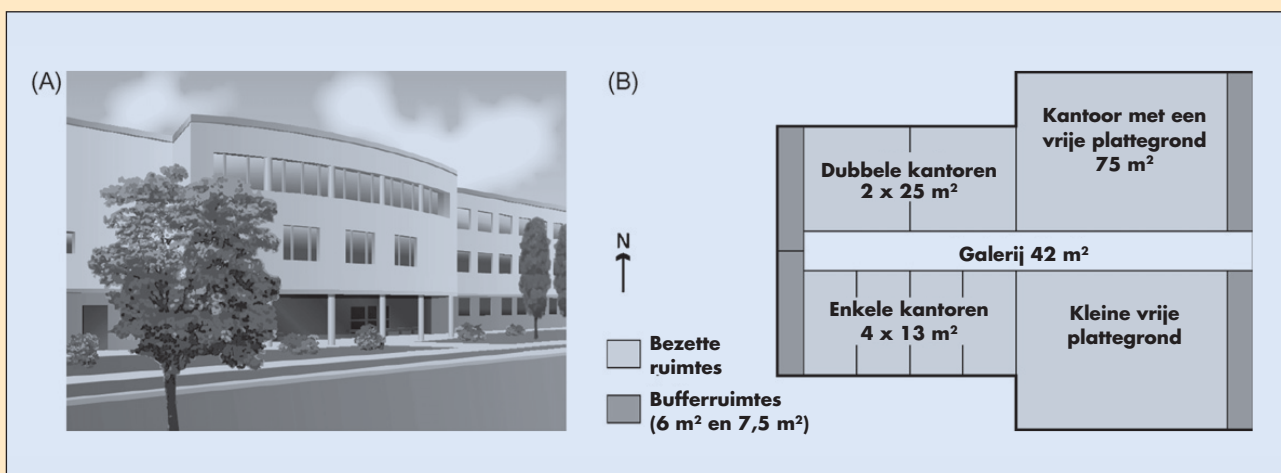 (A)
(B)
N
Kantoor met een
vrije plattegrond
75 m²
Dubbele kantoren
2 x 25 m²
Galerij 42 m²
Enkele kantoren
4 x 13 m²
Kleine vrije
plattegrond
Bezette
ruimtes
Bufferruimtes
(6 m² en 7,5 m²)